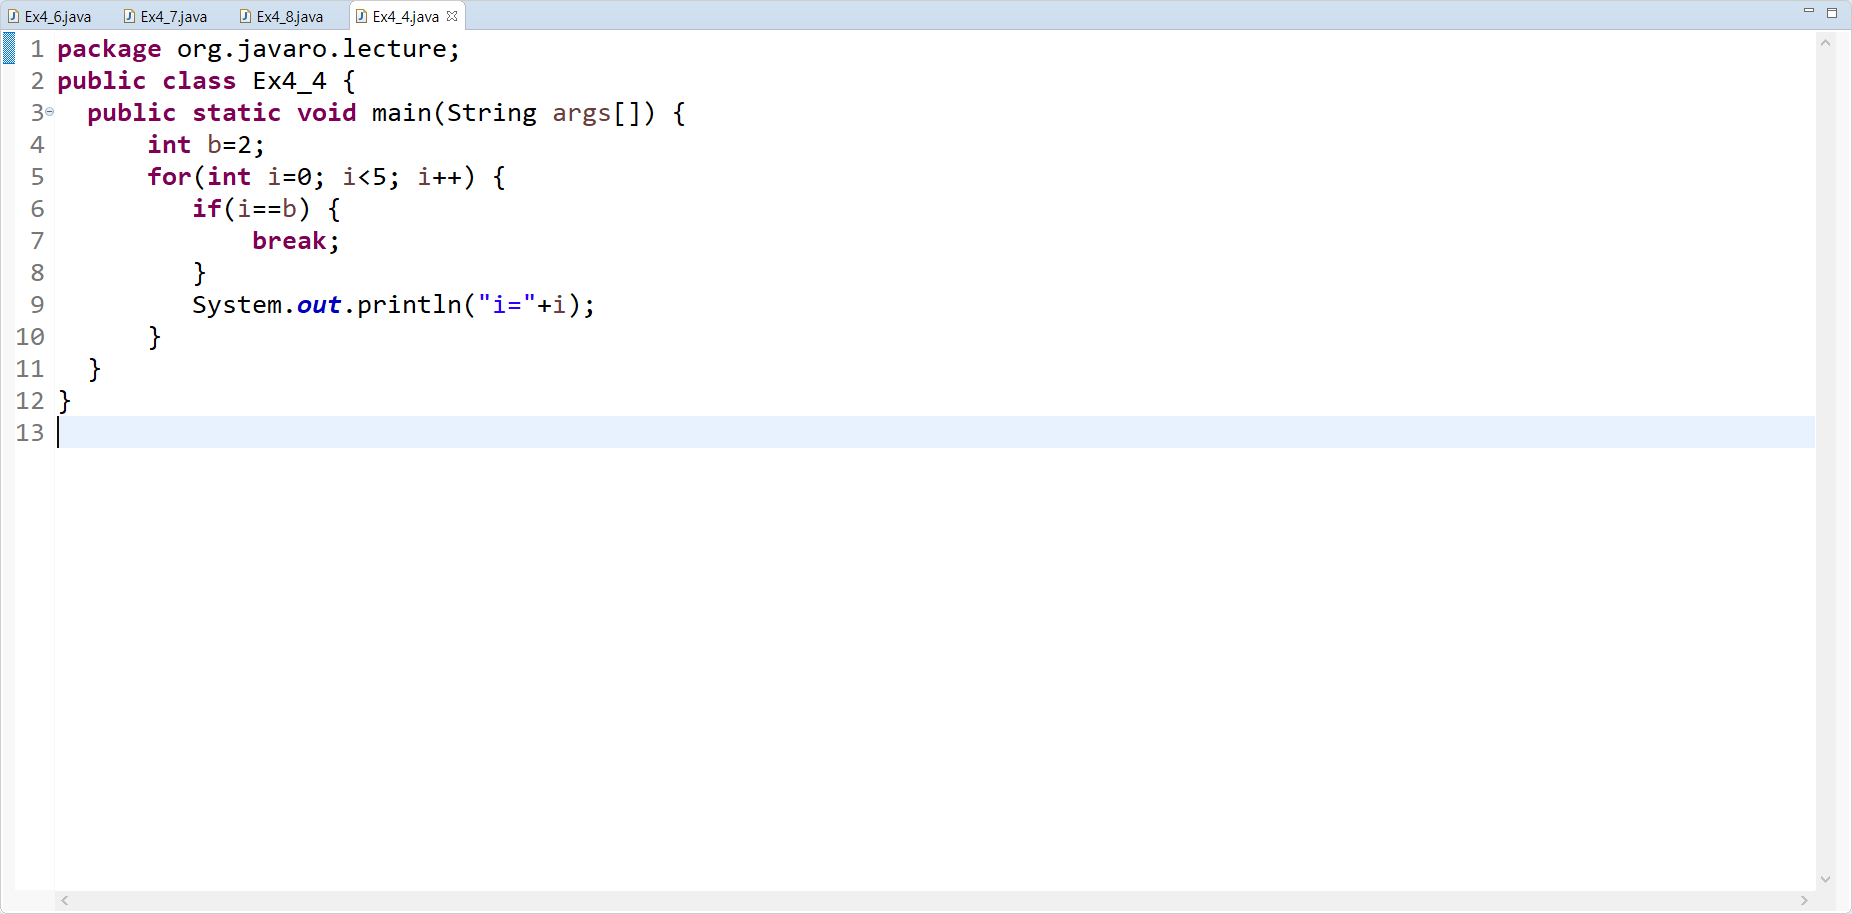 Ex4_6.java Ex4_7.java Ex4_8.java Ex4_4.java
1 package org.javaro.lecture;
2 public class Ex4_4 {
3 public static void main(String args[]) {
4 int b=2;
5 for(int i=0; i<5; i++) {
6 if(i==b) {
7 break;
8 }
9 System.out.println("i="+i);
10 }
11 }
12 }
13